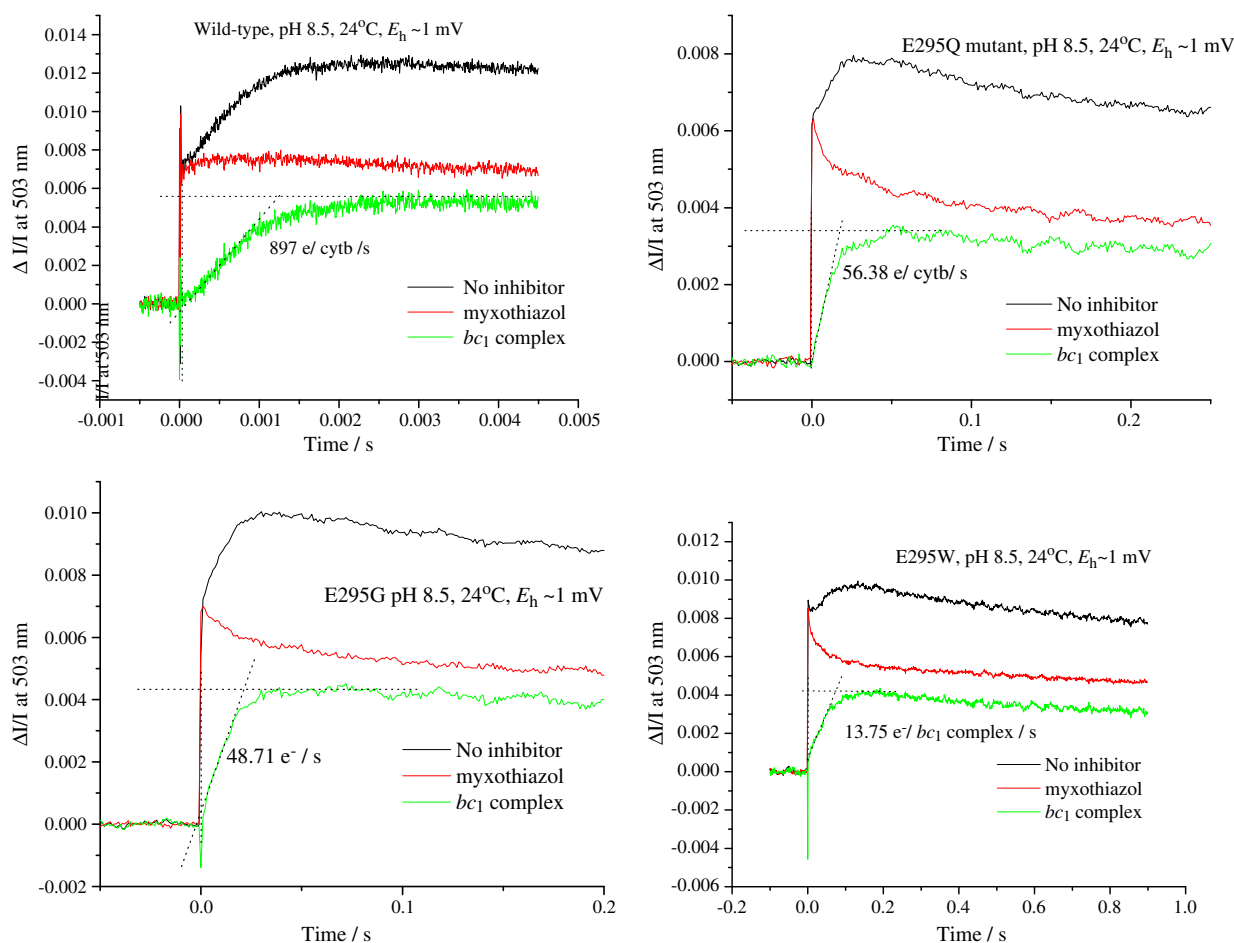 Wild-type, pH 8.5, 24°C, Eh ~1 mV
0.014
0.012
0.010
0.008
0.006
0.004
0.002
0.000
-0.002
-0.004
Δ I/I at 503 nm
I/I at 503 nm
897 e/ cytb /s
No inhibitor
myxothiazol
bc1 complex
-0.001 0.000 0.001 0.002 0.003 0.004 0.005
Time / s
E295Q mutant, pH 8.5, 24°C, Eh ~1 mV
0.008
0.006
0.004
0.002
0.000
ΔI/I at 503 nm
56.38 e/ cytb/ s
No inhibitor
myxothiazol
bc1 complex
0.0 0.1 0.2
Time / s
0.010
0.008
0.006
0.004
0.002
0.000
-0.002
ΔI/I at 503 nm
E295G pH 8.5, 24°C, Eh ~1 mV
48.71 e- / s
No inhibitor
myxothiazol
bc1 complex
0.0 0.1 0.2
Time / s
E295W, pH 8.5, 24°C, Eh~1 mV
0.012
0.010
0.008
0.006
0.004
0.002
0.000
-0.002
-0.004
-0.006
ΔI/I at 503 nm
13.75 e-/ bc1 complex / s
No inhibitor
myxothiazol
bc1 complex
-0.2 0.0 0.2 0.4 0.6 0.8 1.0
Time / s